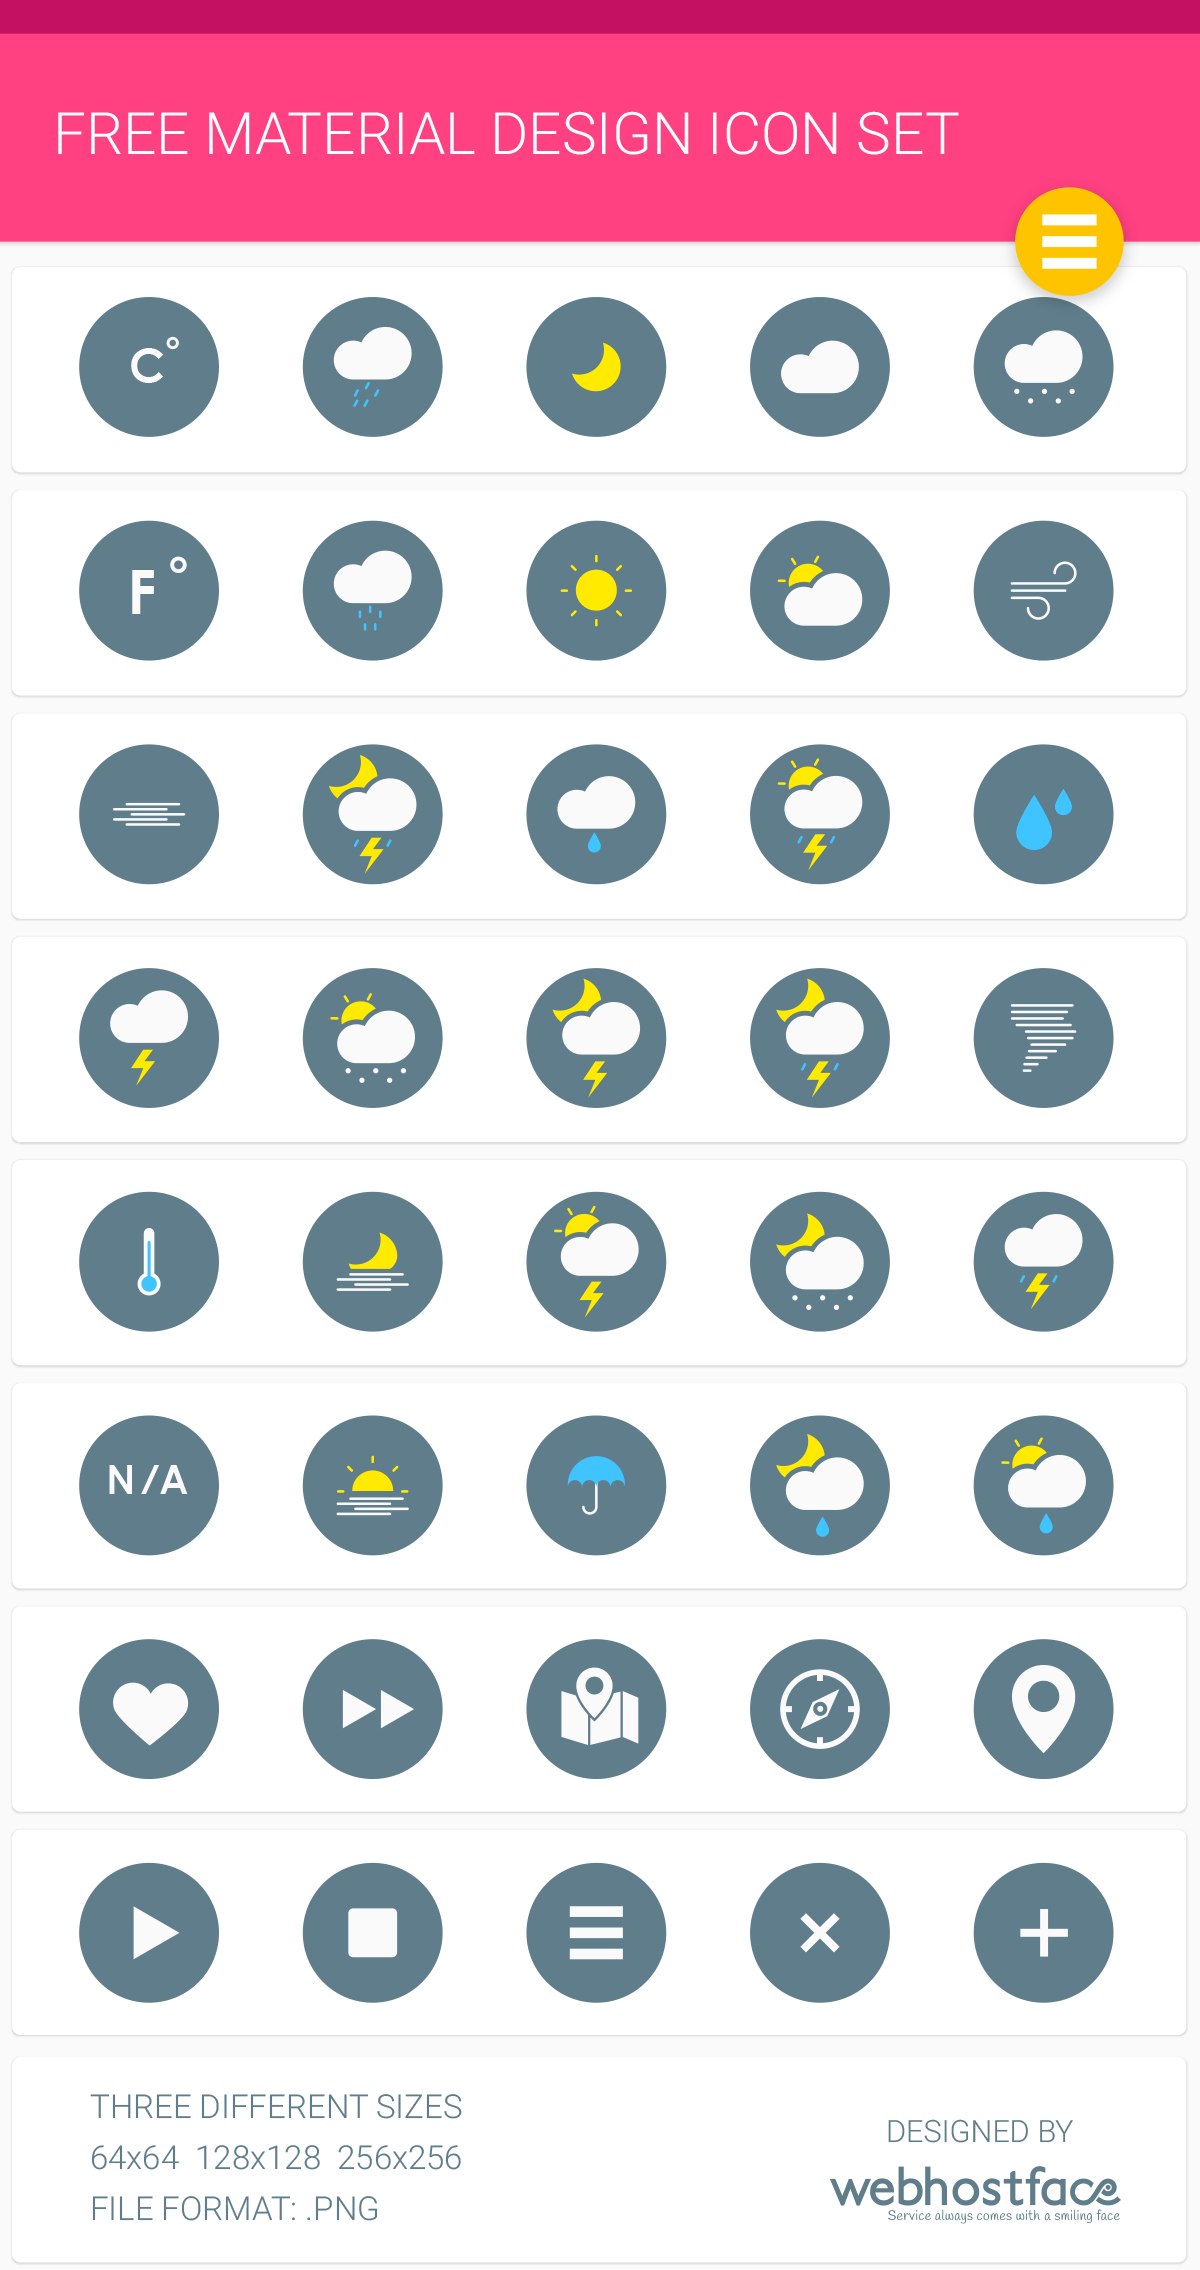 FREE MATERIAL DESIGN ICON SET
C°
F°
N/A
THREE DIFFERENT SIZES
64x64 128x128 256x256
FILE FORMAT: .PNG
DESIGNED BY
webhostface
Service always comes with a smiling face